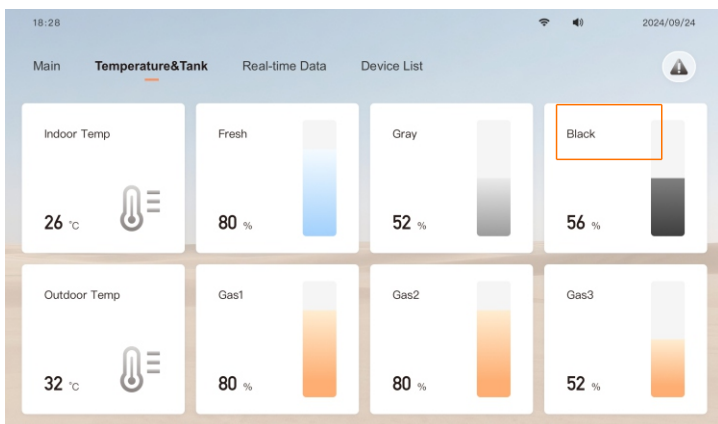 18:28 2024/09/24
Main Temperature&Tank Real-time Data Device List
Indoor Temp
26 °C
Fresh
80 %
Gray
52 %
Black
56 %
Outdoor Temp
32 °C
Gas1
80 %
Gas2
80 %
Gas3
52 %